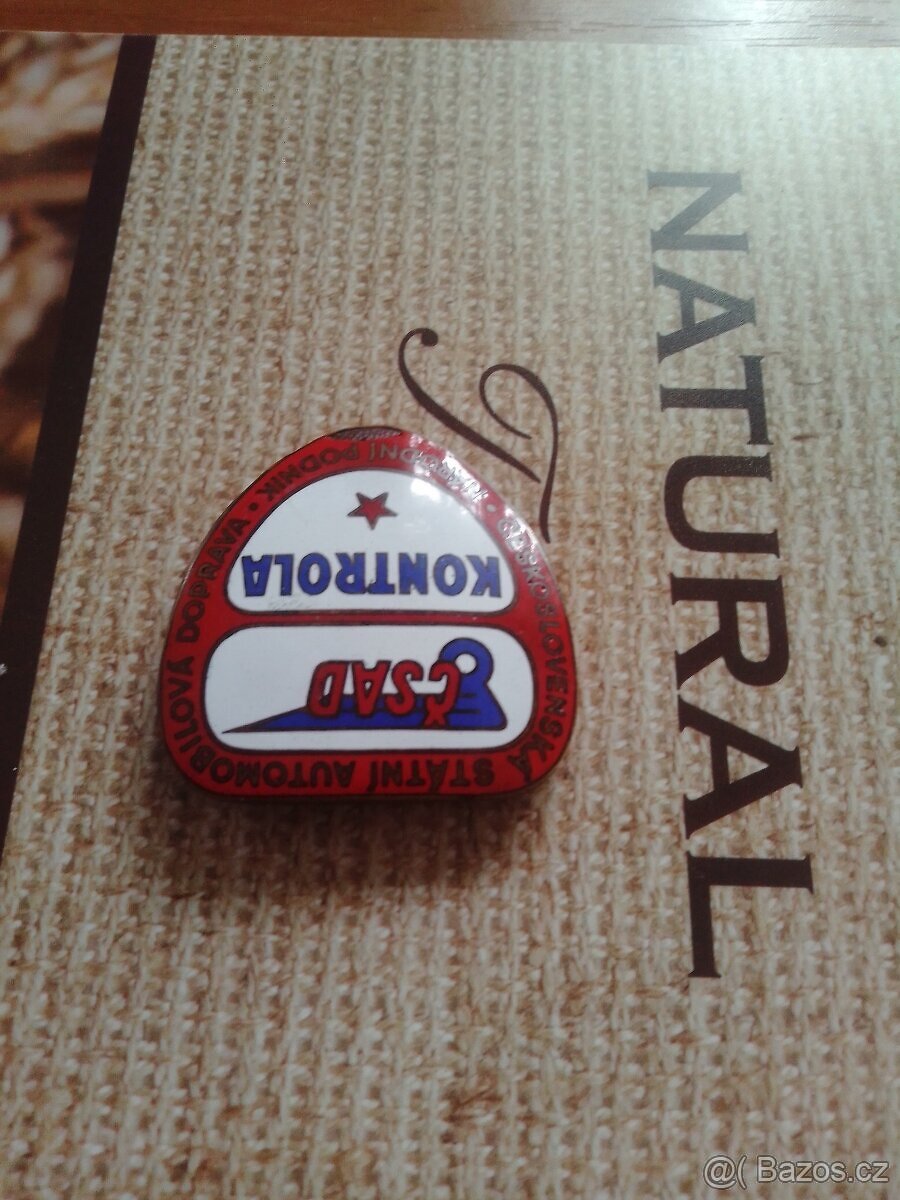 ČSAD
KONTROLA
ČESKOSLOVENSKÁ STÁTNÍ AUTOMOBILOVÁ DOPRAVA · NÁRODNÍ PODNIK ·
NATURAL
T
@( Bazos.cz